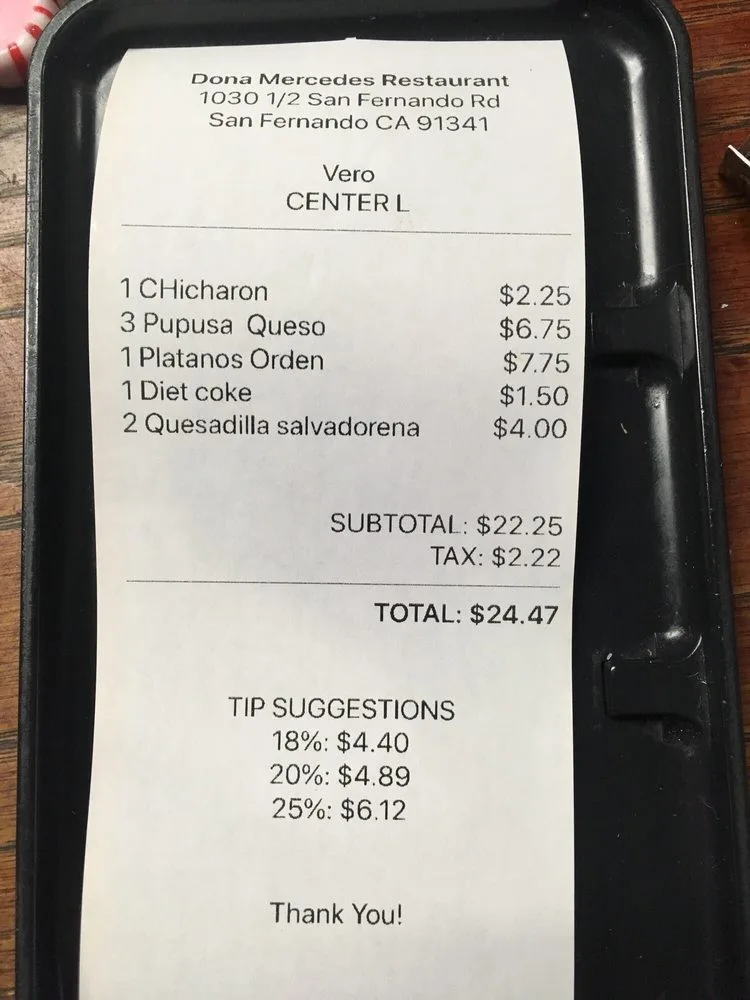 Dona Mercedes Restaurant
1030 1/2 San Fernando Rd
San Fernando CA 91341
Vero
CENTER L
1 CHicharon $2.25
3 Pupusa Queso $6.75
1 Platanos Orden $7.75
1 Diet coke $1.50
2 Quesadilla salvadorena $4.00
SUBTOTAL: $22.25
TAX: $2.22
TOTAL: $24.47
TIP SUGGESTIONS
18%: $4.40
20%: $4.89
25%: $6.12
Thank You!